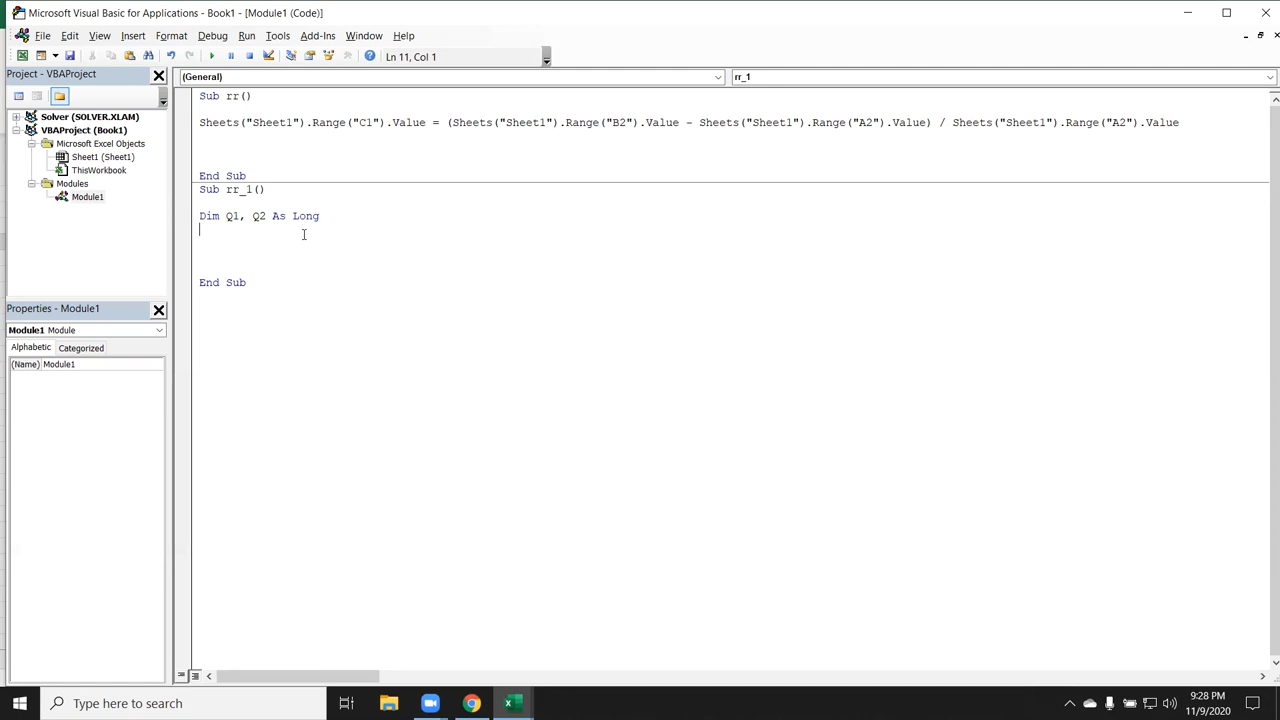 Microsoft Visual Basic for Applications - Book1 - [Module1 (Code)]
File Edit View Insert Format Debug Run Tools Add-Ins Window Help
Ln 11, Col 1
Project - VBAProject
(General)
rr_1
Solver (SOLVER.XLAM)
VBAProject (Book1)
Microsoft Excel Objects
Sheet1 (Sheet1)
ThisWorkbook
Modules
Module1
Sub rr()
Sheets("Sheet1").Range("C1").Value = (Sheets("Sheet1").Range("B2").Value - Sheets("Sheet1").Range("A2").Value) / Sheets("Sheet1").Range("A2").Value
End Sub
Sub rr_1()
Dim Q1, Q2 As Long
End Sub
Properties - Module1
Module1 Module
Alphabetic Categorized
(Name) Module1
Type here to search
9:28 PM
11/9/2020